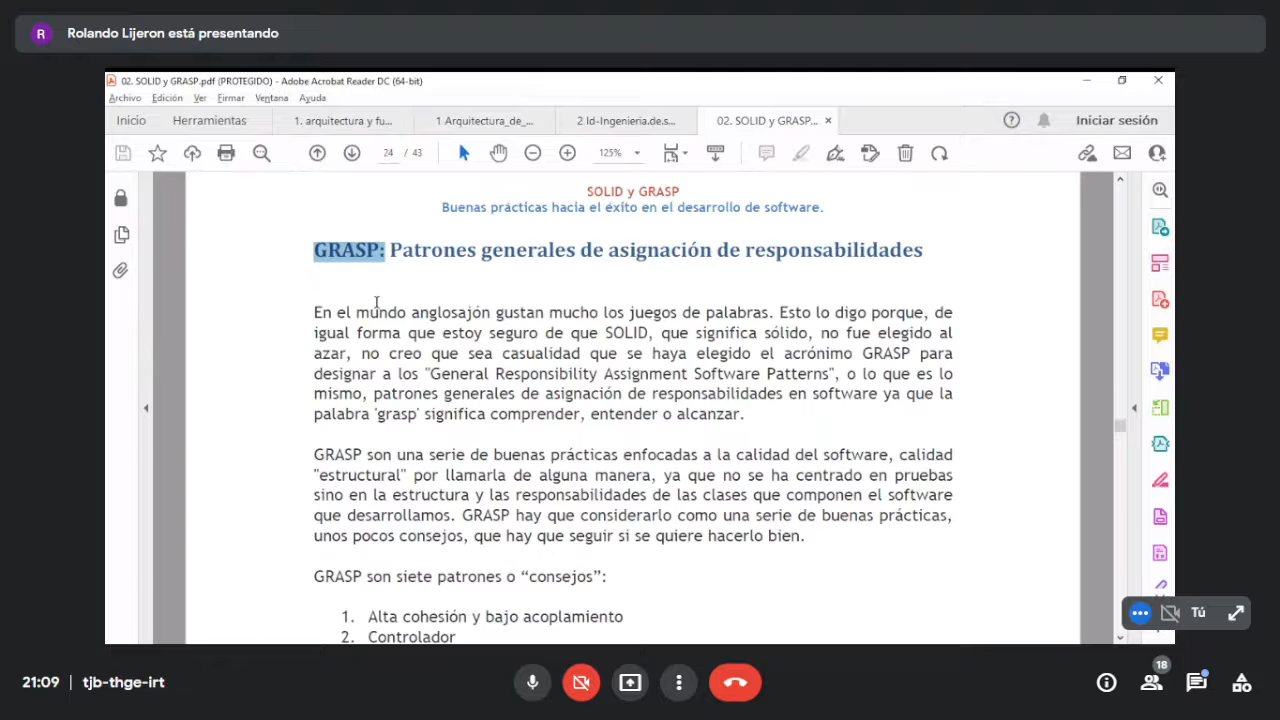 R Rolando Lijeron está presentando
02. SOLID y GRASP.pdf (PROTEGIDO) - Adobe Acrobat Reader DC (64-bit)
Archivo Edición Ver Firmar Ventana Ayuda
Inicio Herramientas 1. arquitectura y fu... 1 Arquitectura_de_... 2 Id-Ingenieria.de.s... 02. SOLID y GRASP... × Iniciar sesión
24 / 43 125%
SOLID y GRASP
Buenas prácticas hacia el éxito en el desarrollo de software.
GRASP: Patrones generales de asignación de responsabilidades
En el mundo anglosajón gustan mucho los juegos de palabras. Esto lo digo porque, de
igual forma que estoy seguro de que SOLID, que significa sólido, no fue elegido al
azar, no creo que sea casualidad que se haya elegido el acrónimo GRASP para
designar a los "General Responsibility Assignment Software Patterns", o lo que es lo
mismo, patrones generales de asignación de responsabilidades en software ya que la
palabra 'grasp' significa comprender, entender o alcanzar.
GRASP son una serie de buenas prácticas enfocadas a la calidad del software, calidad
"estructural" por llamarla de alguna manera, ya que no se ha centrado en pruebas
sino en la estructura y las responsabilidades de las clases que componen el software
que desarrollamos. GRASP hay que considerarlo como una serie de buenas prácticas,
unos pocos consejos, que hay que seguir si se quiere hacerlo bien.
GRASP son siete patrones o “consejos”:
1. Alta cohesión y bajo acoplamiento
2. Controlador
Tú
21:09 | tjb-thge-irt
18